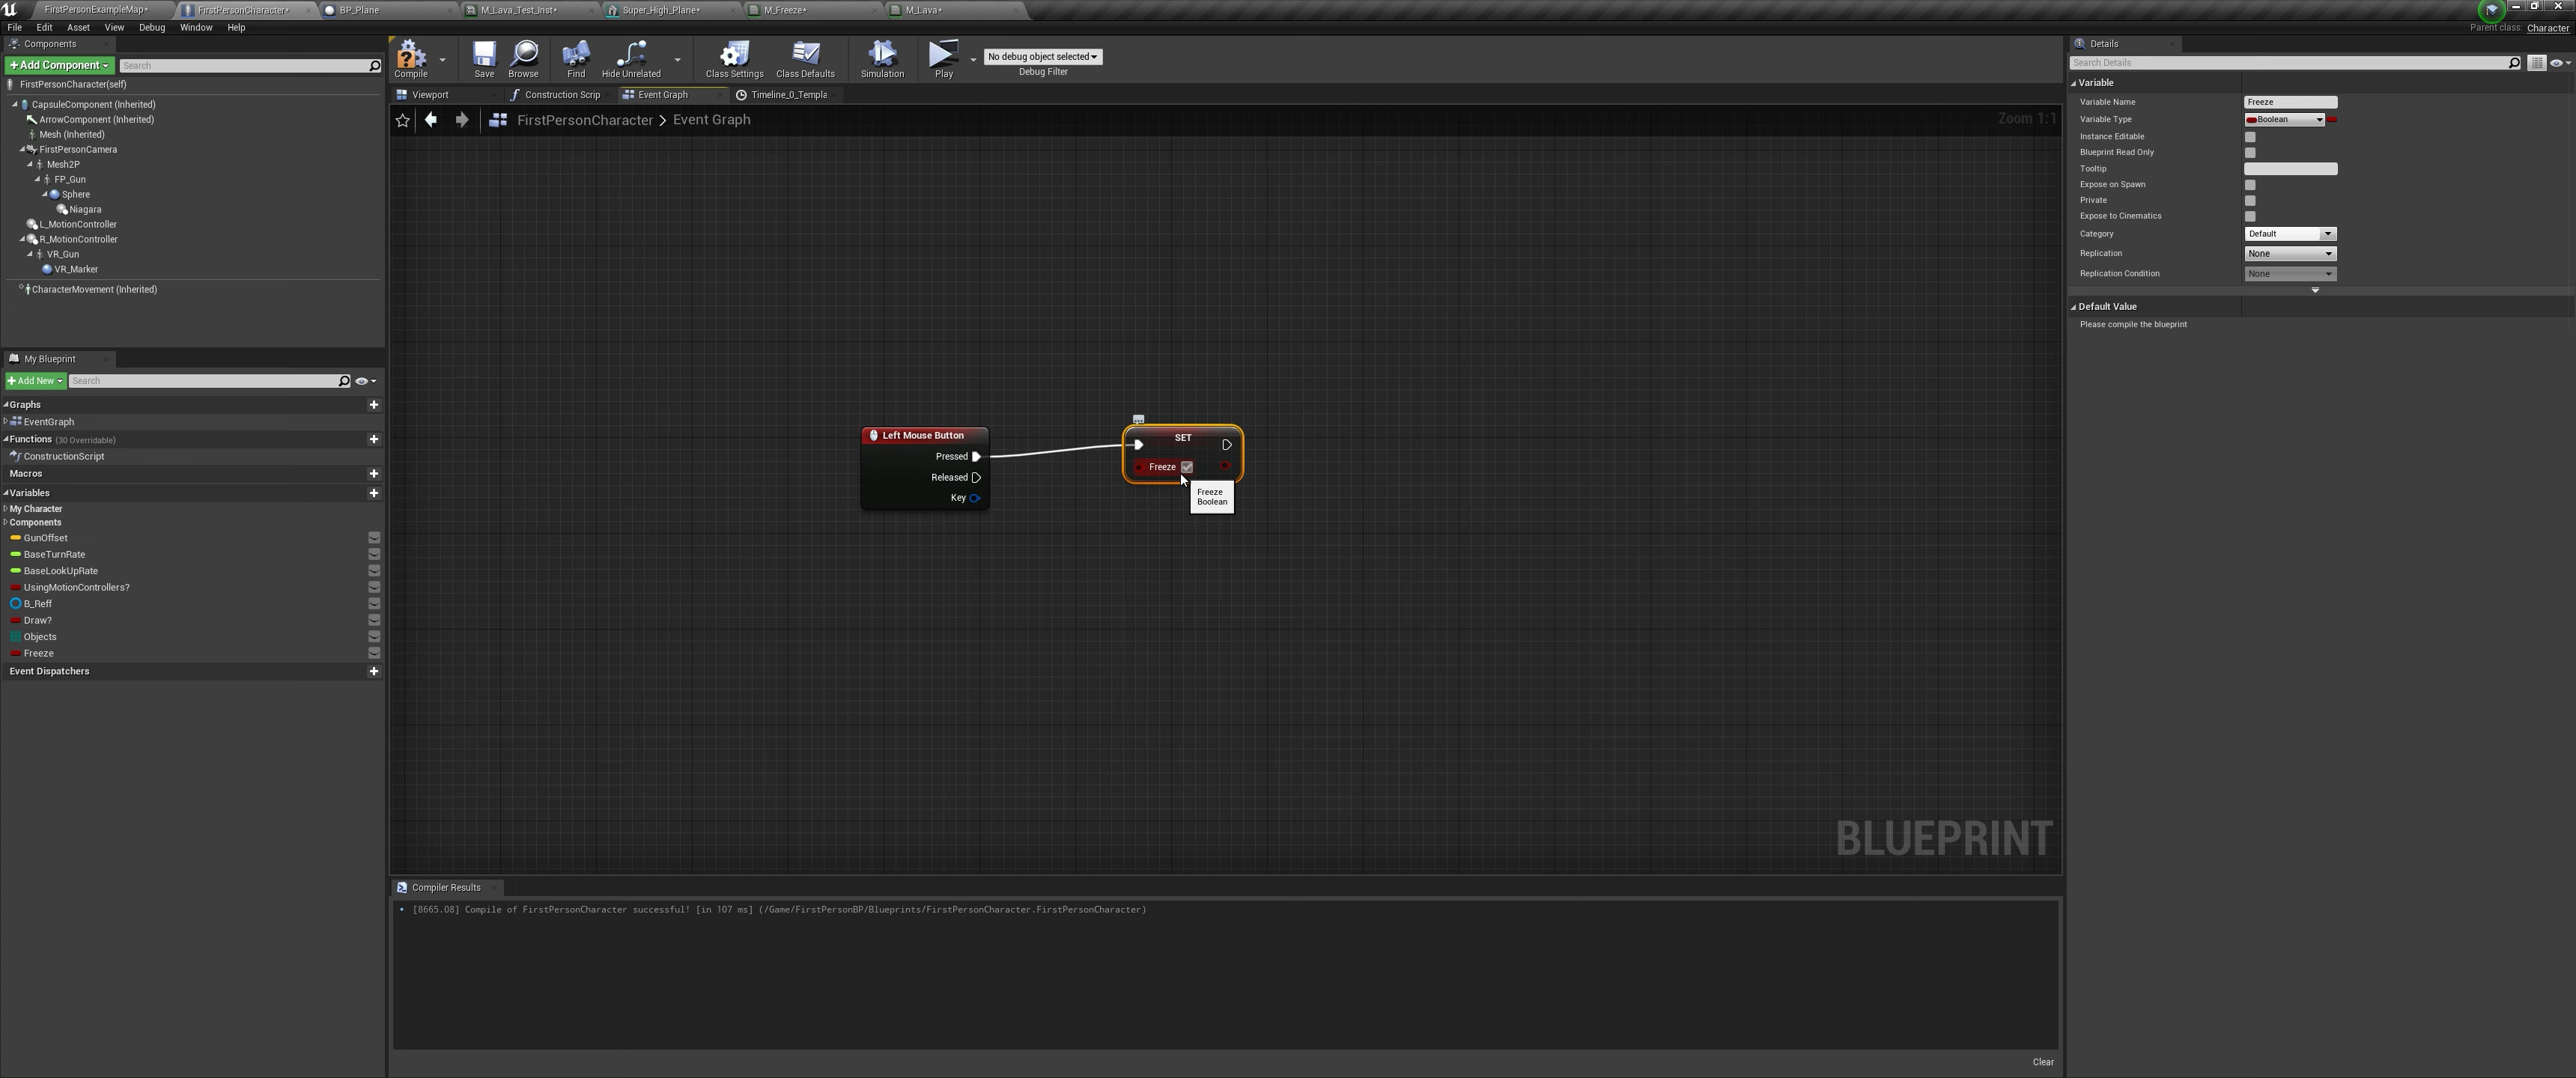 FirstPersonExampleMap*
FirstPersonCharacter*
BP_Plane
M_Lava_Test_Inst*
Super_High_Plane*
M_Freeze*
M_Lava*
File Edit Asset View Debug Window Help
Parent class: Character
Components
+Add Component
Search
FirstPersonCharacter(self)
CapsuleComponent (Inherited)
ArrowComponent (Inherited)
Mesh (Inherited)
FirstPersonCamera
Mesh2P
FP_Gun
Sphere
Niagara
L_MotionController
R_MotionController
VR_Gun
VR_Marker
CharacterMovement (Inherited)
My Blueprint
+Add New
Search
Graphs
EventGraph
Functions (30 Overridable)
ConstructionScript
Macros
Variables
My Character
Components
GunOffset
BaseTurnRate
BaseLookUpRate
UsingMotionControllers?
B_Reff
Draw?
Objects
Freeze
Event Dispatchers
Compile
Save
Browse
Find
Hide Unrelated
Class Settings
Class Defaults
Simulation
Play
No debug object selected
Debug Filter
Viewport
Construction Scrip
Event Graph
Timeline_0_Templa
FirstPersonCharacter > Event Graph
Zoom 1:1
Left Mouse Button
Pressed
Released
Key
SET
Freeze
Freeze
Boolean
BLUEPRINT
Compiler Results
[8665.08] Compile of FirstPersonCharacter successful! [in 107 ms] (/Game/FirstPersonBP/Blueprints/FirstPersonCharacter.FirstPersonCharacter)
Clear
Details
Search Details
Variable
Variable Name Freeze
Variable Type Boolean
Instance Editable
Blueprint Read Only
Tooltip
Expose on Spawn
Private
Expose to Cinematics
Category Default
Replication None
Replication Condition None
Default Value
Please compile the blueprint